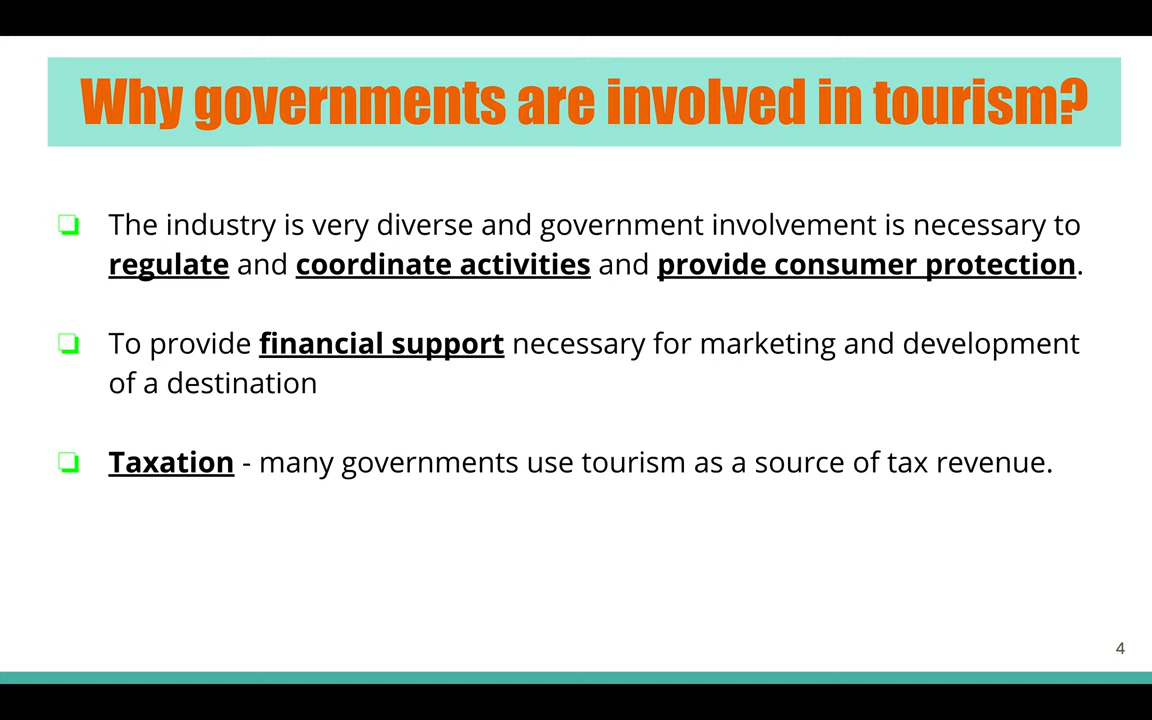 Why governments are involved in tourism?
The industry is very diverse and government involvement is necessary to
regulate and coordinate activities and provide consumer protection.
To provide financial support necessary for marketing and development
of a destination
Taxation - many governments use tourism as a source of tax revenue.
4